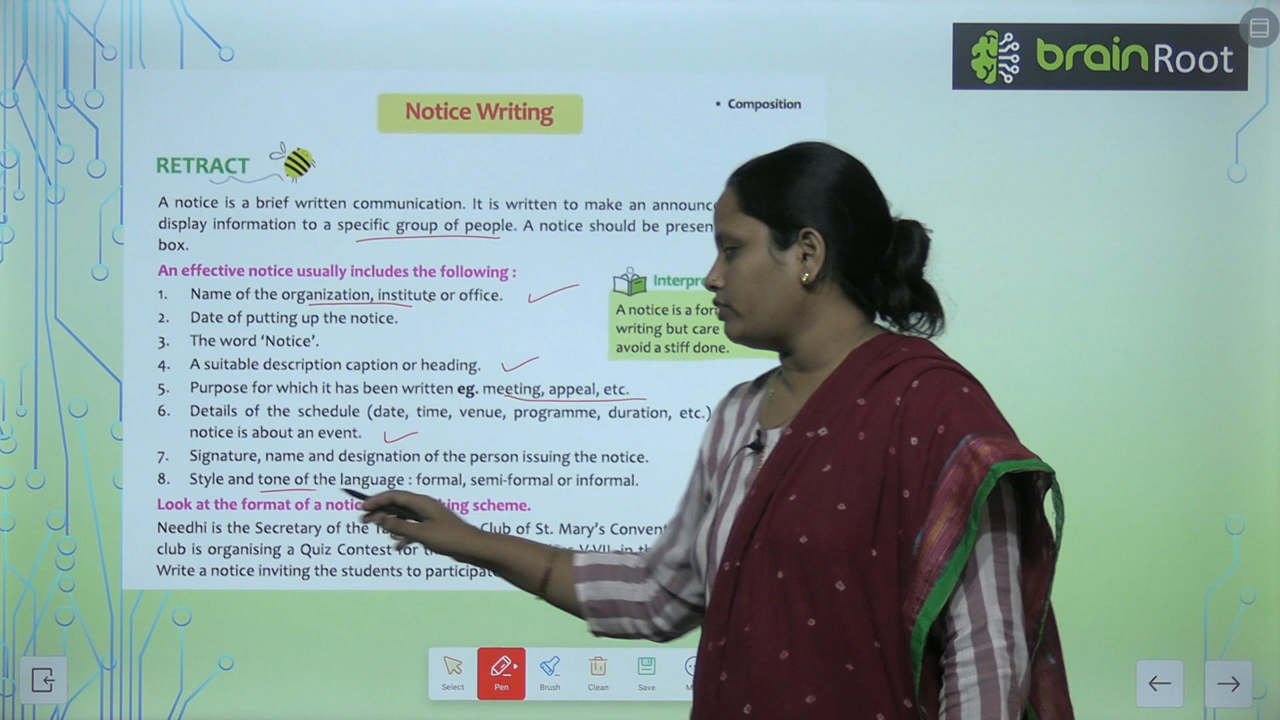 brainRoot
Notice Writing
• Composition
RETRACT
A notice is a brief written communication. It is written to make an
display information to a specific group of people. A notice should be
box.
An effective notice usually includes the following :
1. Name of the organization, institute or office.
2. Date of putting up the notice.
3. The word ‘Notice’.
4. A suitable description caption or heading.
5. Purpose for which it has been written eg. meeting, appeal, etc.
6. Details of the schedule (date, time, venue, programme, duration, etc.)
notice is about an event.
7. Signature, name and designation of the person issuing the notice.
8. Style and tone of the language : formal, semi-formal or informal.
A notice is a
writing but care
avoid a stiff done.
Look at the format of a scheme.
Needhi is the Secretary of the Club of St. Mary’s Convent
club is organising a Quiz Contest for
Write a notice inviting the students to
Select
Pen
Brush
Clean
Save